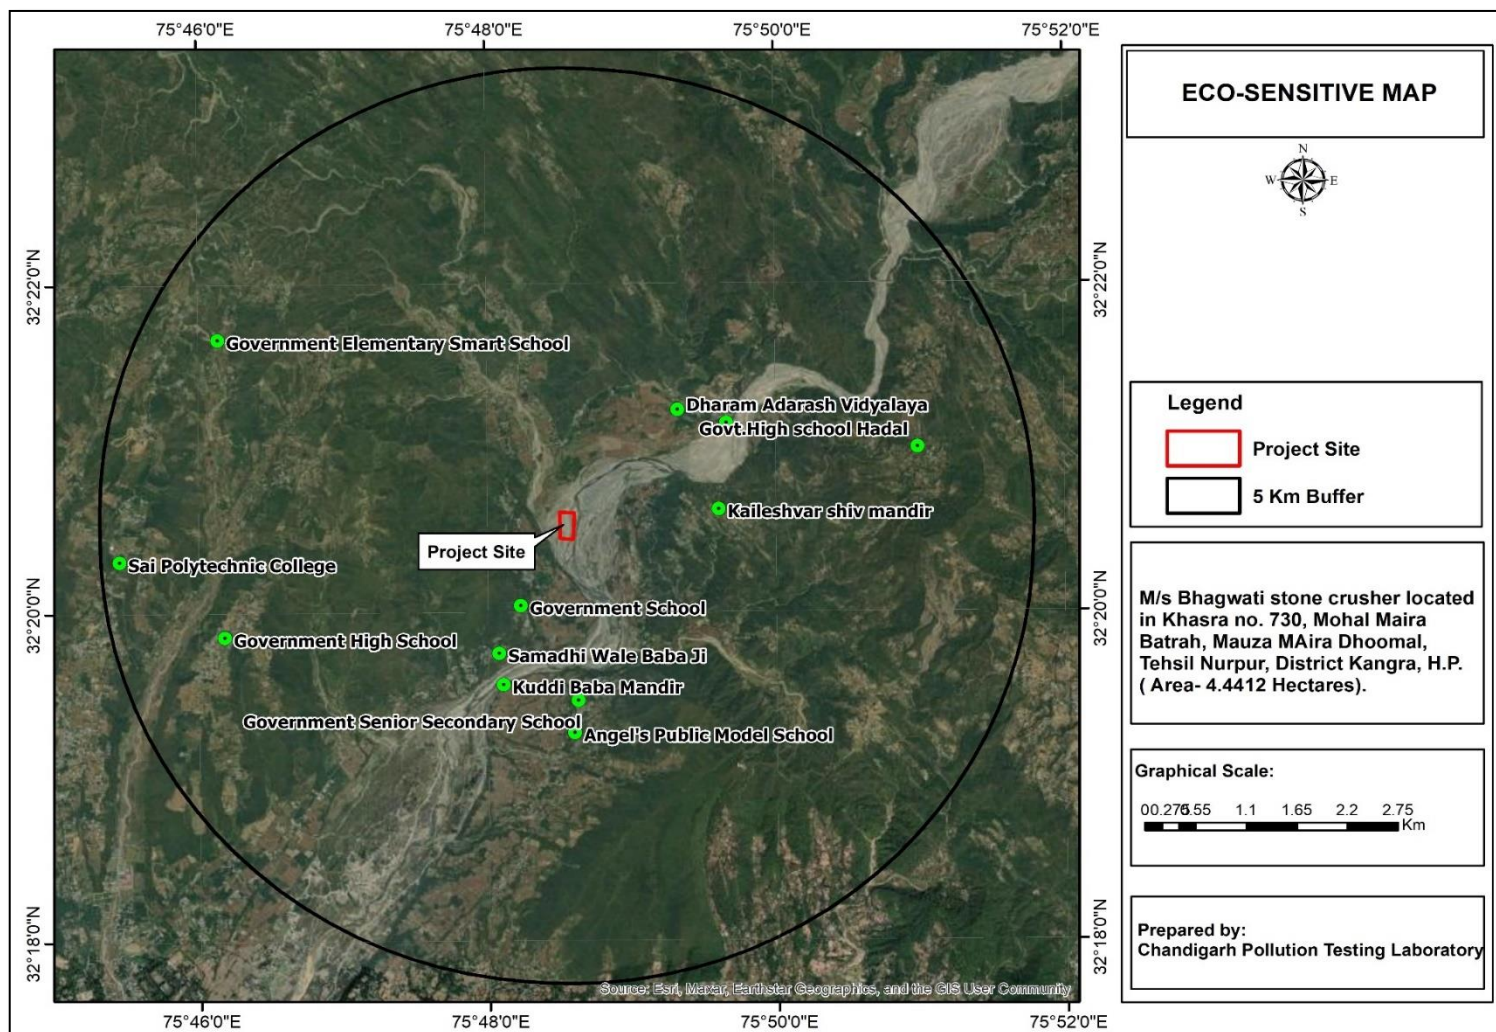 75°46'0"E
75°48'0"E
75°50'0"E
75°52'0"E
32°22'0"N
32°20'0"N
32°18'0"N
Government Elementary Smart School
Dharam Adarash Vidyalaya
Govt.High school Hadal
Kaileshvar shiv mandir
Project Site
Sai Polytechnic College
Government School
Government High School
Samadhi Wale Baba Ji
Kuddi Baba Mandir
Government Senior Secondary School
Angel's Public Model School
Source: Esri, Maxar, Earthstar Geographics, and the GIS User Community
32°22'0"N
32°20'0"N
32°18'0"N
75°46'0"E
75°48'0"E
75°50'0"E
75°52'0"E
ECO-SENSITIVE MAP
N
W E
S
Legend
Project Site
5 Km Buffer
M/s Bhagwati stone crusher located
in Khasra no. 730, Mohal Maira
Batrah, Mauza MAira Dhoomal,
Tehsil Nurpur, District Kangra, H.P.
( Area- 4.4412 Hectares).
Graphical Scale:
0 0.275 0.55 1.1 1.65 2.2 2.75
Km
Prepared by:
Chandigarh Pollution Testing Laboratory